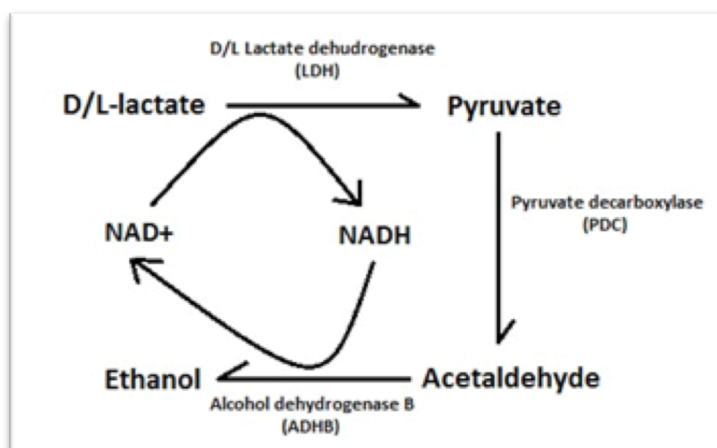 D/L Lactate dehudrogenase
(LDH)
D/L-lactate
Pyruvate
Pyruvate decarboxylase
(PDC)
NAD+
NADH
Ethanol
Acetaldehyde
Alcohol dehydrogenase B
(ADHB)